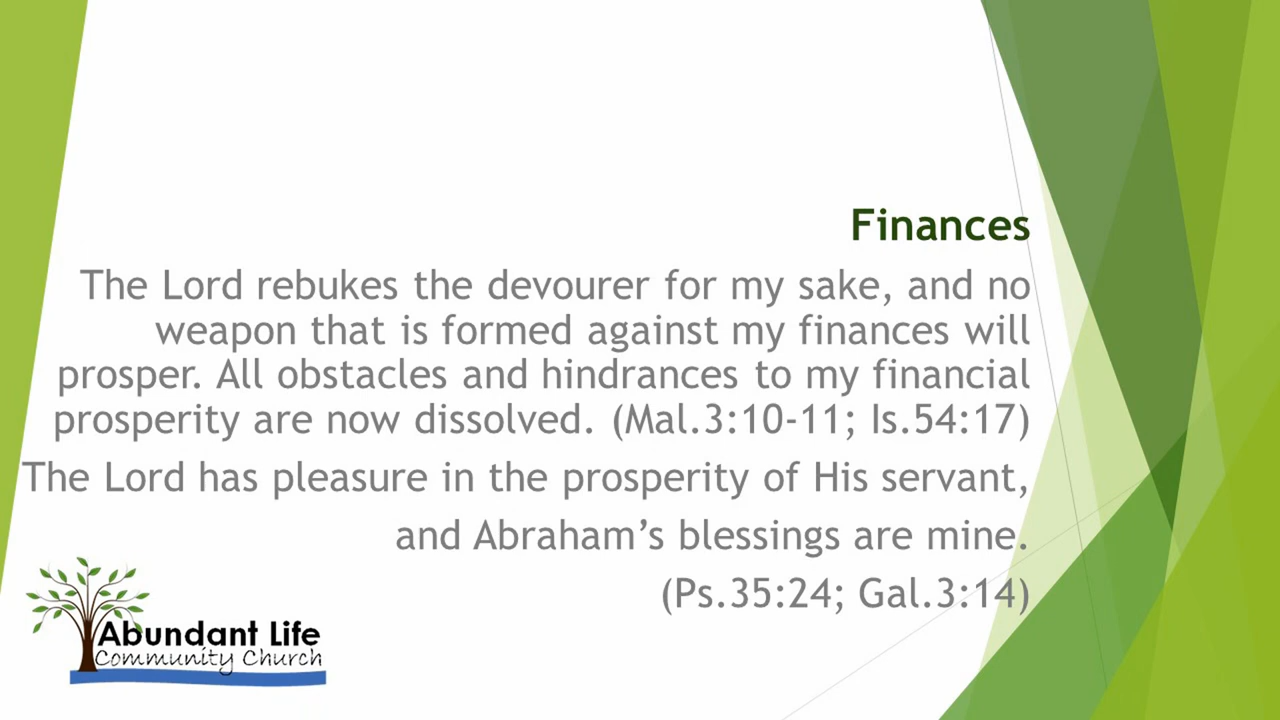 Finances
The Lord rebukes the devourer for my sake, and no
weapon that is formed against my finances will
prosper. All obstacles and hindrances to my financial
prosperity are now dissolved. (Mal.3:10-11; Is.54:17)
The Lord has pleasure in the prosperity of His servant,
and Abraham’s blessings are mine.
(Ps.35:24; Gal.3:14)
Abundant Life
Community Church